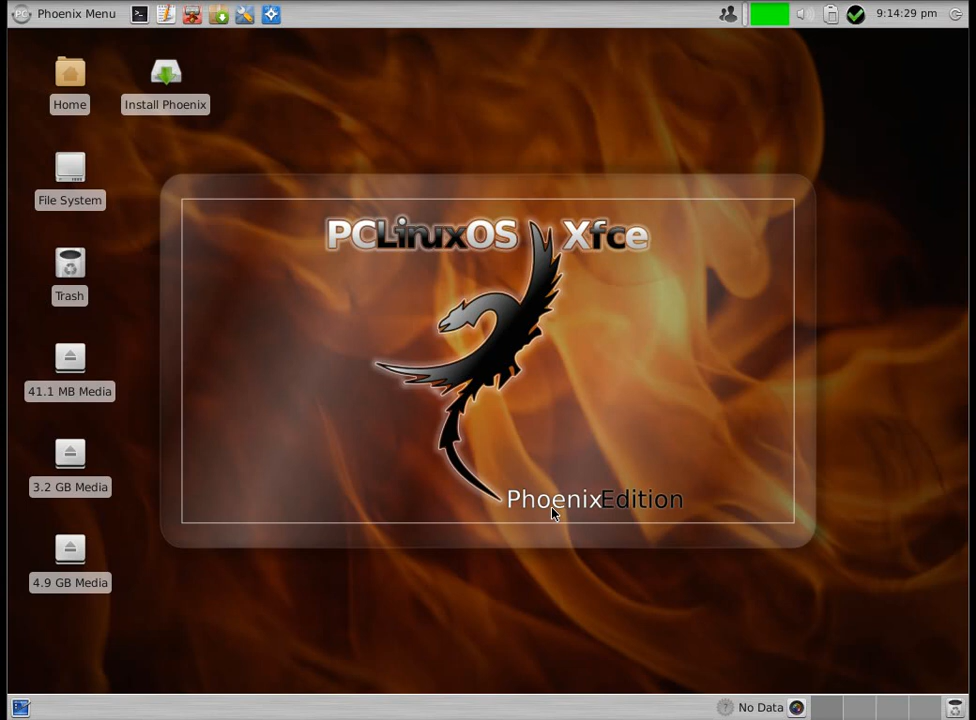 Phoenix Menu
9:14:29 pm
Home
Install Phoenix
File System
Trash
41.1 MB Media
3.2 GB Media
4.9 GB Media
PCLinuxOS Xfce
PhoenixEdition
No Data